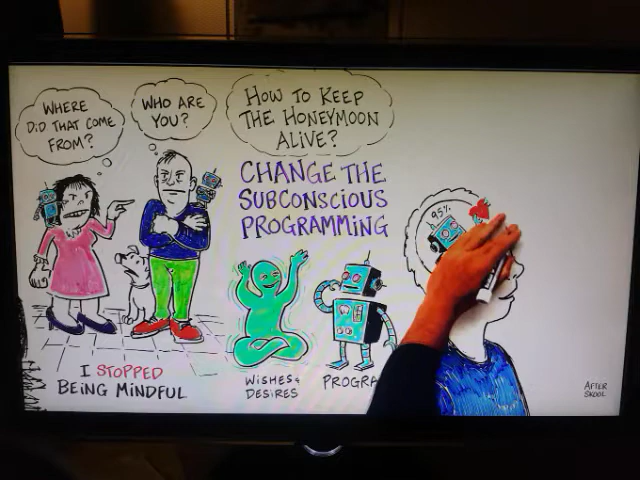 WHERE
DID THAT COME
FROM?
WHO ARE
YOU?
HOW TO KEEP
THE HONEYMOON
ALIVE?
CHANGE THE
SUBCONSCIOUS
PROGRAMMING
95%
I STOPPED
BEING MINDFUL
WISHES &
DESIRES
PROGRA
AFTER
SKOOL